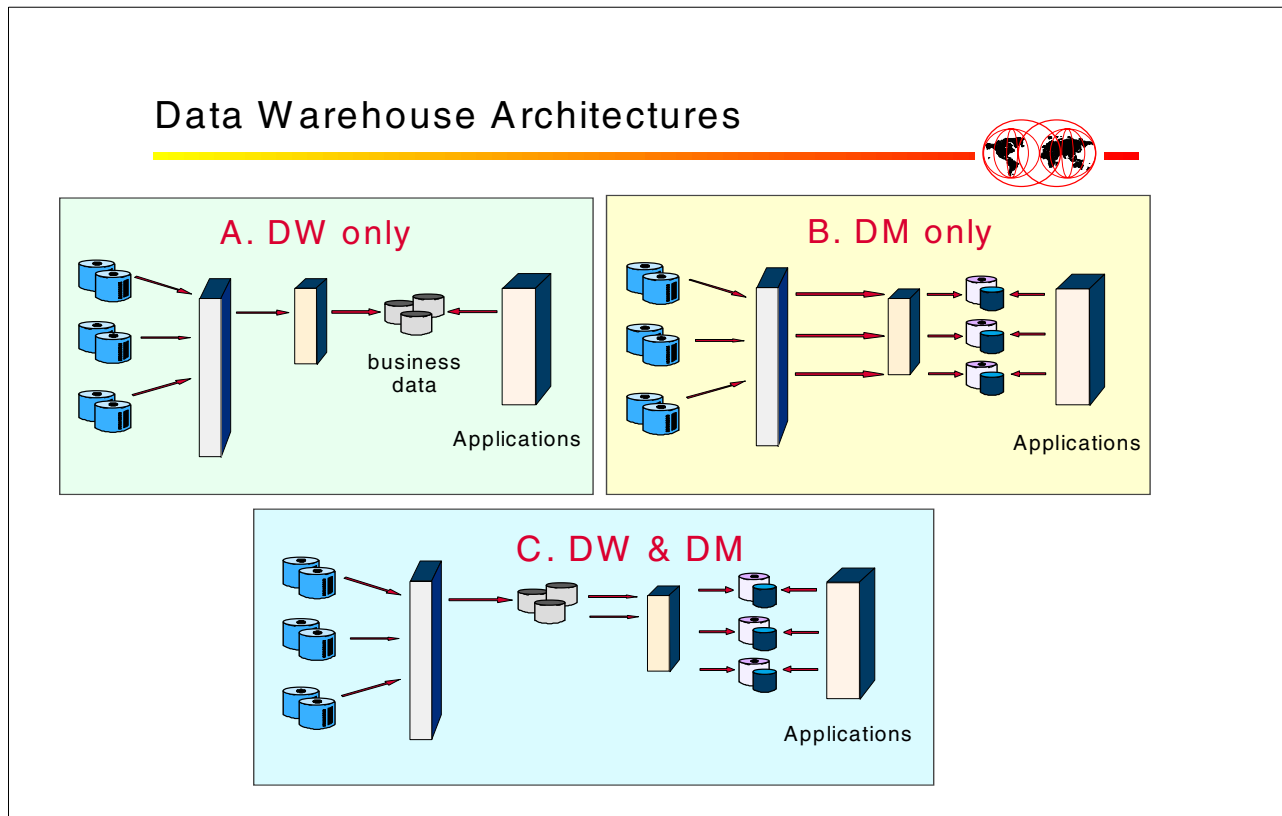 Data Warehouse Architectures
A. DW only
business
data
Applications
B. DM only
Applications
C. DW & DM
Applications